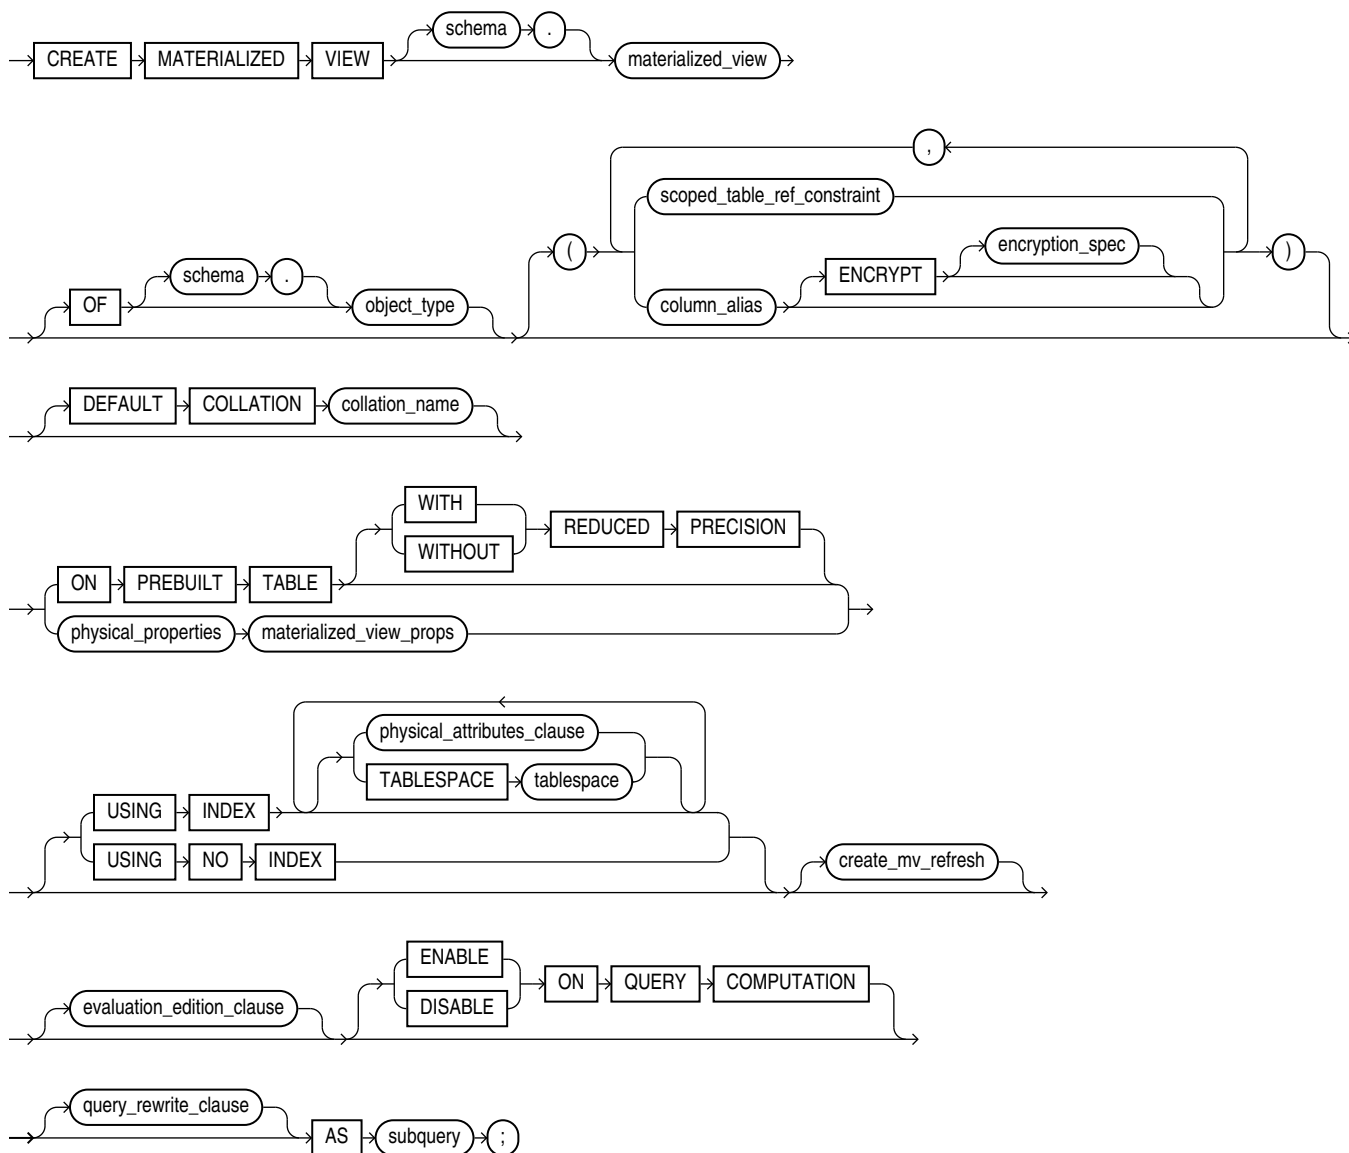 schema .
CREATE MATERIALIZED VIEW materialized_view
,
scoped_table_ref_constraint
( encryption_spec )
schema . ENCRYPT
OF object_type column_alias
DEFAULT COLLATION collation_name
WITH
REDUCED PRECISION
WITHOUT
ON PREBUILT TABLE
physical_properties materialized_view_props
physical_attributes_clause
TABLESPACE tablespace
USING INDEX
USING NO INDEX create_mv_refresh
ENABLE
ON QUERY COMPUTATION
evaluation_edition_clause DISABLE
query_rewrite_clause
AS subquery ;